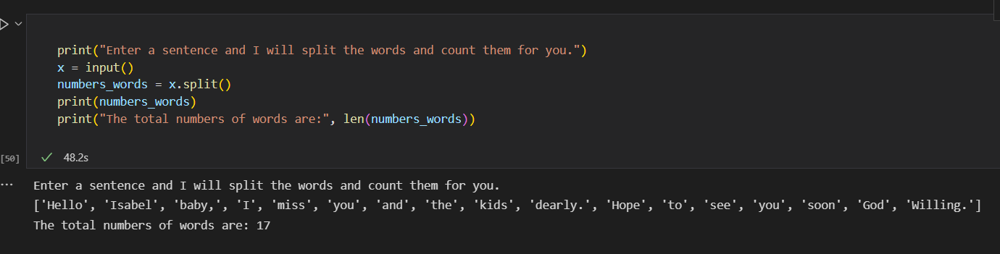 print("Enter a sentence and I will split the words and count them for you.")
x = input()
numbers_words = x.split()
print(numbers_words)
print("The total numbers of words are:", len(numbers_words))
[50]
48.2s
Enter a sentence and I will split the words and count them for you.
['Hello', 'Isabel', 'baby,', 'I', 'miss', 'you', 'and', 'the', 'kids', 'dearly.', 'Hope', 'to', 'see', 'you', 'soon', 'God', 'Willing.']
The total numbers of words are: 17